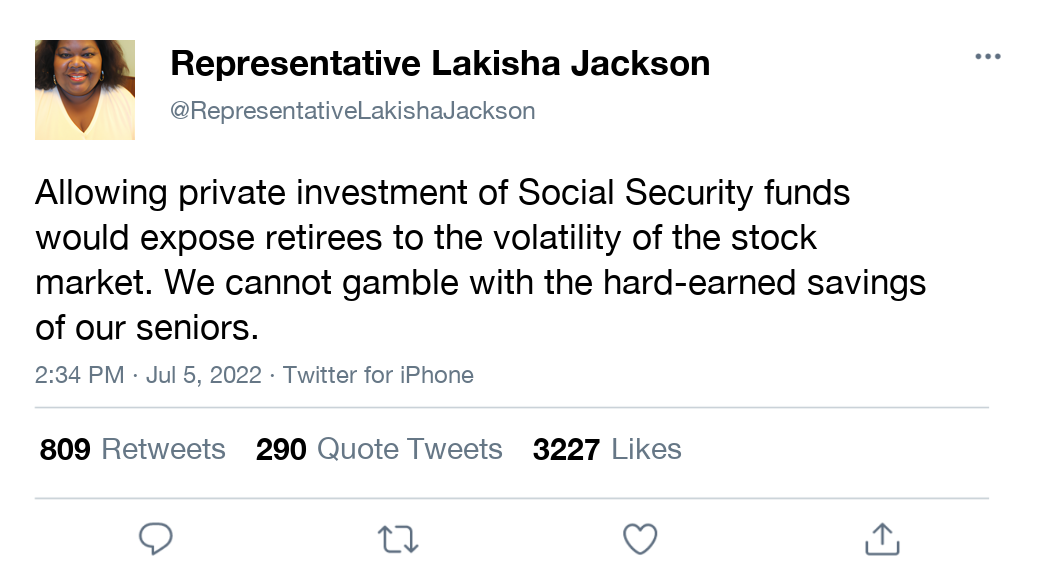 Representative Lakisha Jackson
@RepresentativeLakishaJackson
Allowing private investment of Social Security funds
would expose retirees to the volatility of the stock
market. We cannot gamble with the hard-earned savings
of our seniors.
2:34 PM · Jul 5, 2022 · Twitter for iPhone
809 Retweets 290 Quote Tweets 3227 Likes